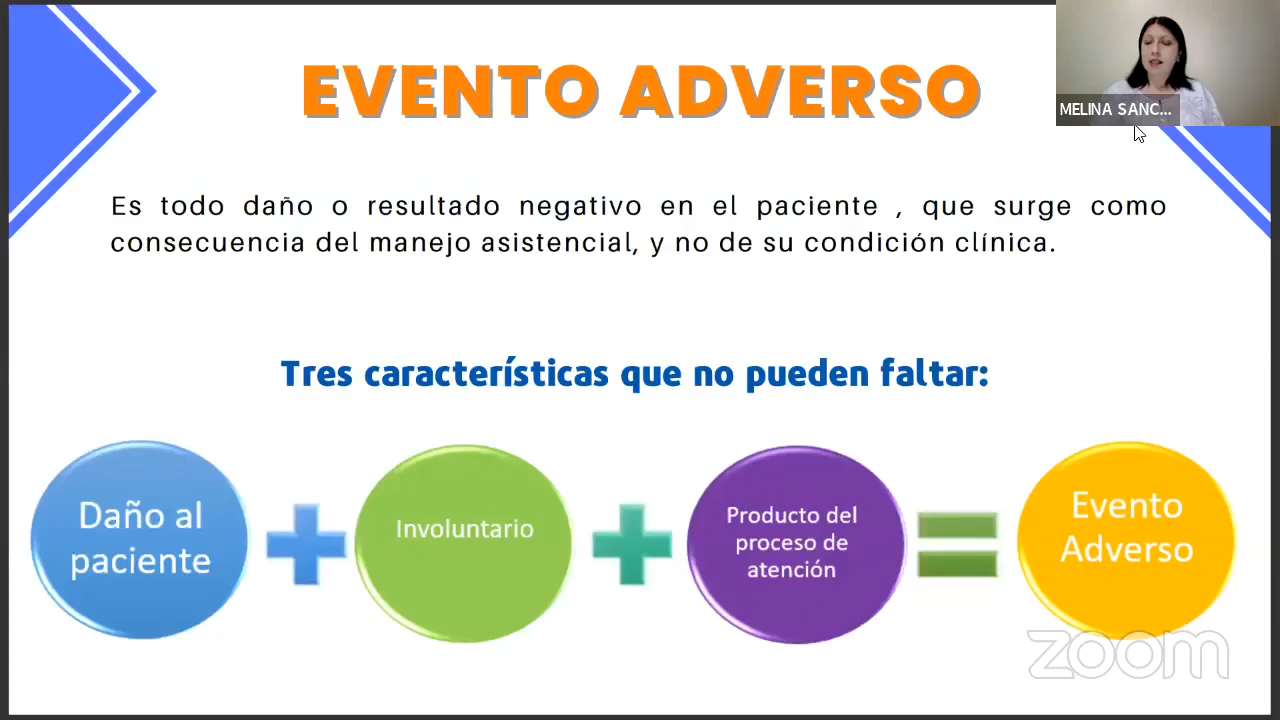 EVENTO ADVERSO
MELINA SANC...
Es todo daño o resultado negativo en el paciente , que surge como
consecuencia del manejo asistencial, y no de su condición clínica.
Tres características que no pueden faltar:
Daño al
paciente
Involuntario
Producto del
proceso de
atención
Evento
Adverso
zoom